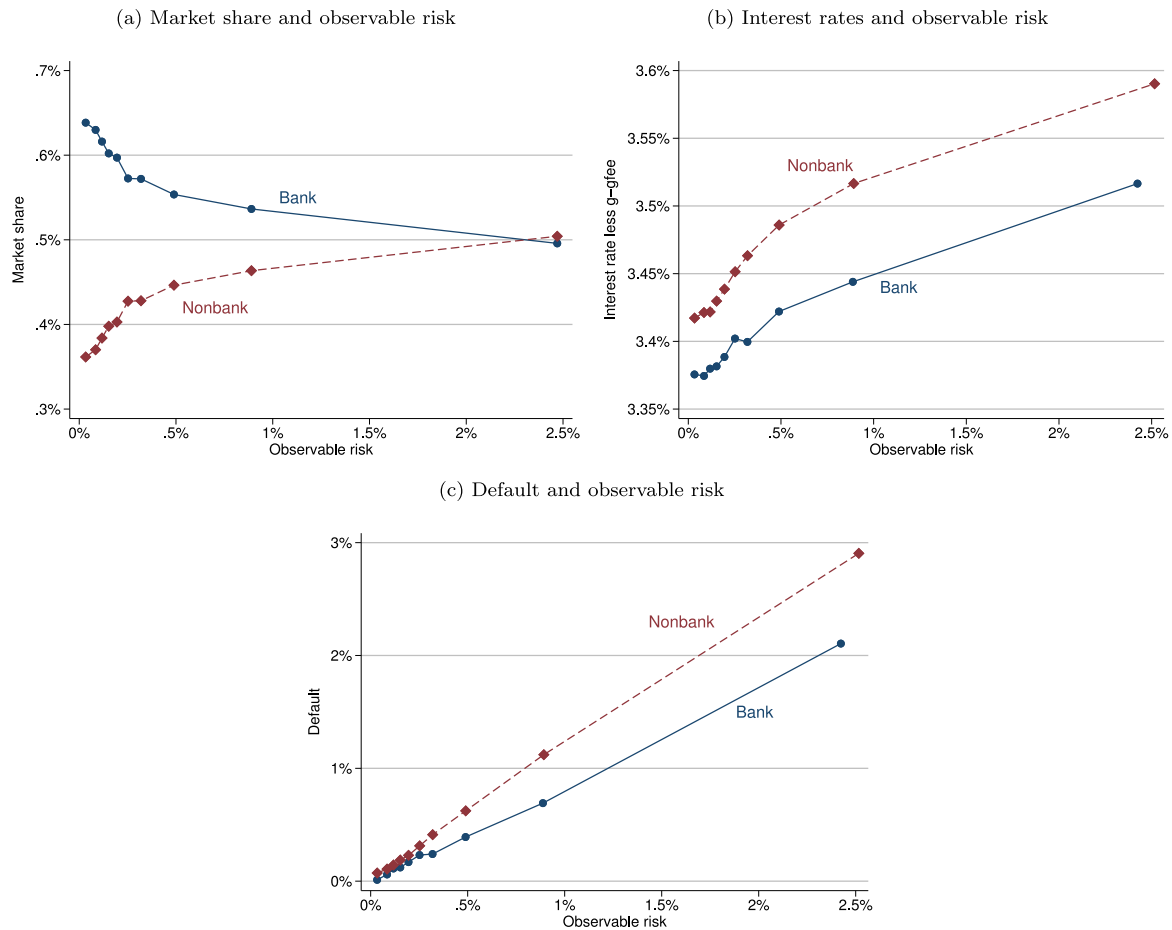 (a) Market share and observable risk
Market share
.7%
.6%
.5%
.4%
.3%
Bank
Nonbank
0%
.5%
1%
1.5%
2%
2.5%
Observable risk
(b) Interest rates and observable risk
Interest rate less g-gfee
3.6%
3.55%
3.5%
3.45%
3.4%
3.35%
Nonbank
Bank
0%
.5%
1%
1.5%
2%
2.5%
Observable risk
(c) Default and observable risk
Default
3%
2%
1%
0%
Nonbank
Bank
0%
.5%
1%
1.5%
2%
2.5%
Observable risk